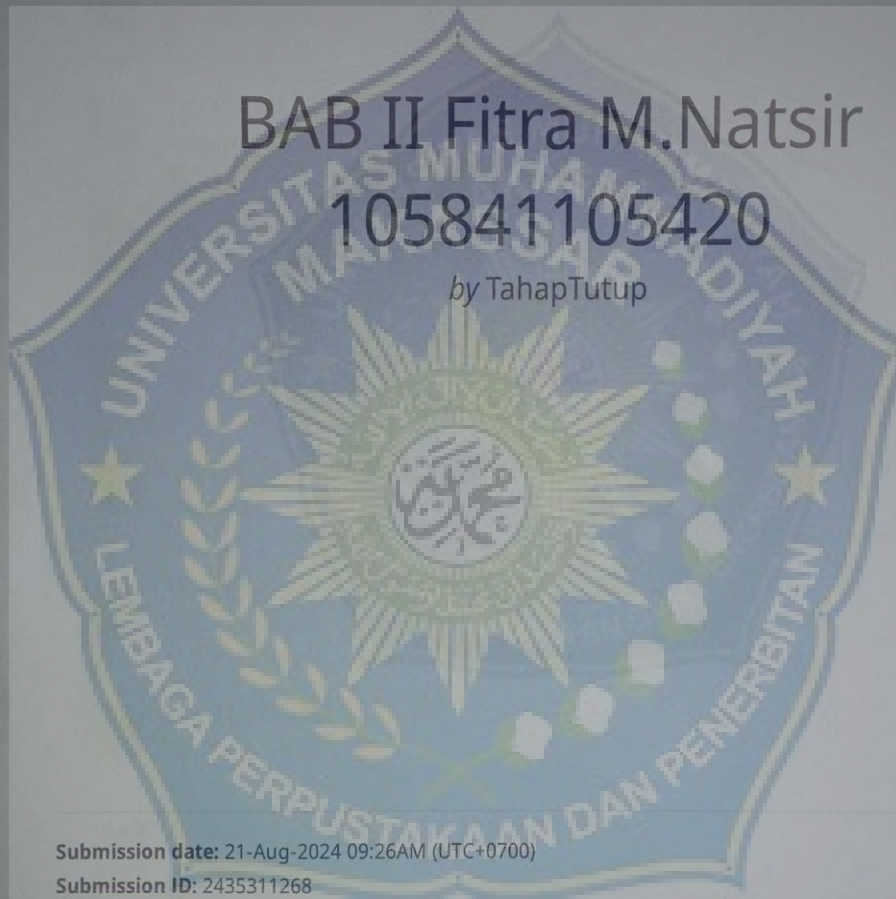 BAB II Fitra M.Natsir
105841105420
by TahapTutup
UNIVERSITAS MUHAMMADIYAH
MAKASSAR
LEMBAGA PERPUSTAKAAN DAN PENERBITAN
Submission date: 21-Aug-2024 09:26AM (UTC+0700)
Submission ID: 2435311268